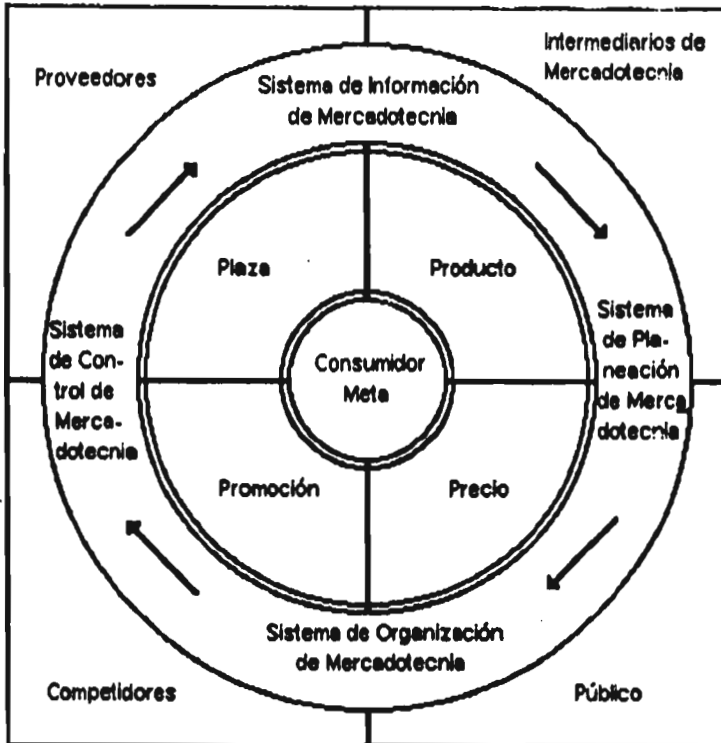 Proveedores
Intermediarios de
Mercadotecnia
Sistema de Información
de Mercadotecnia
Plaza
Producto
Sistema
de Con-
trol de
Merca-
dotecnia
Consumidor
Meta
Sistema
de Pla-
neación
de Merca
dotecnia
Promoción
Precio
Sistema de Organización
de Mercadotecnia
Competidores
Público